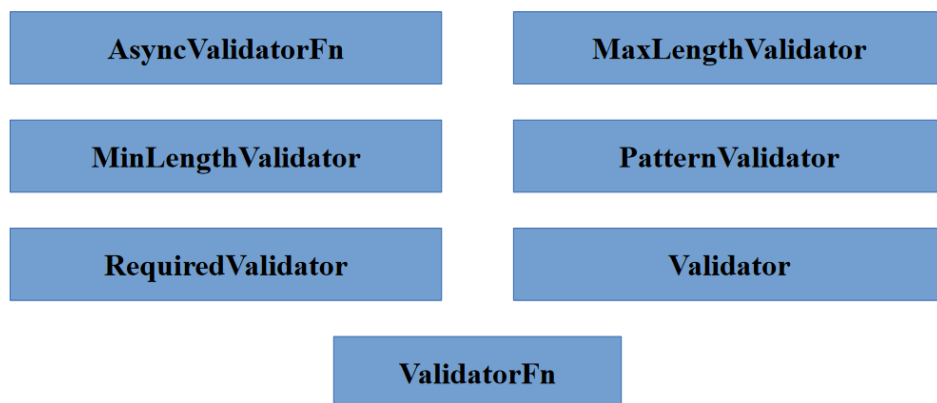 AsyncValidatorFn
MaxLengthValidator
MinLengthValidator
PatternValidator
RequiredValidator
Validator
ValidatorFn